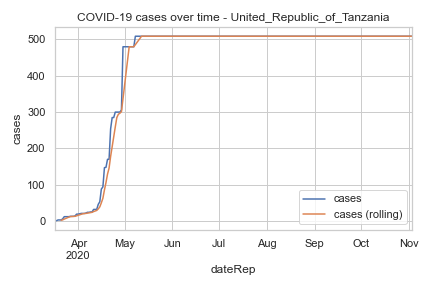 COVID-19 cases over time - United_Republic_of_Tanzania
cases
500
400
300
200
100
0
cases
cases (rolling)
Apr May Jun Jul Aug Sep Oct Nov
2020
dateRep